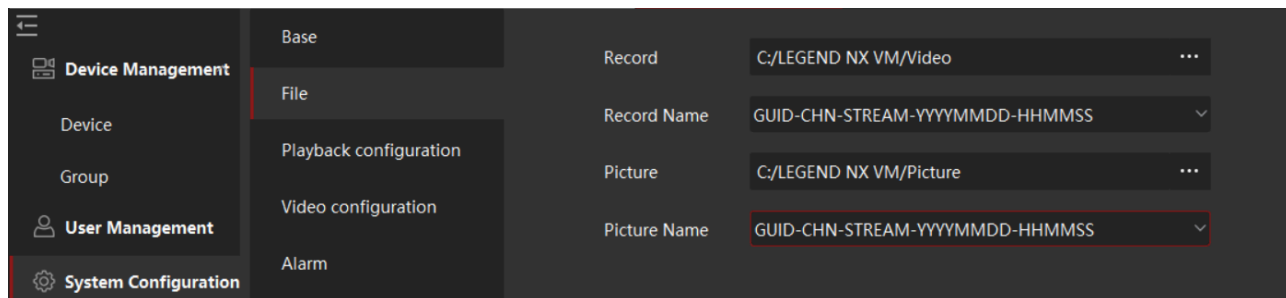 Device Management
Device
Group
User Management
System Configuration
Base
File
Playback configuration
Video configuration
Alarm
Record C:/LEGEND NX VM/Video ...
Record Name GUID-CHN-STREAM-YYYYMMDD-HHMMSS
Picture C:/LEGEND NX VM/Picture ...
Picture Name GUID-CHN-STREAM-YYYYMMDD-HHMMSS